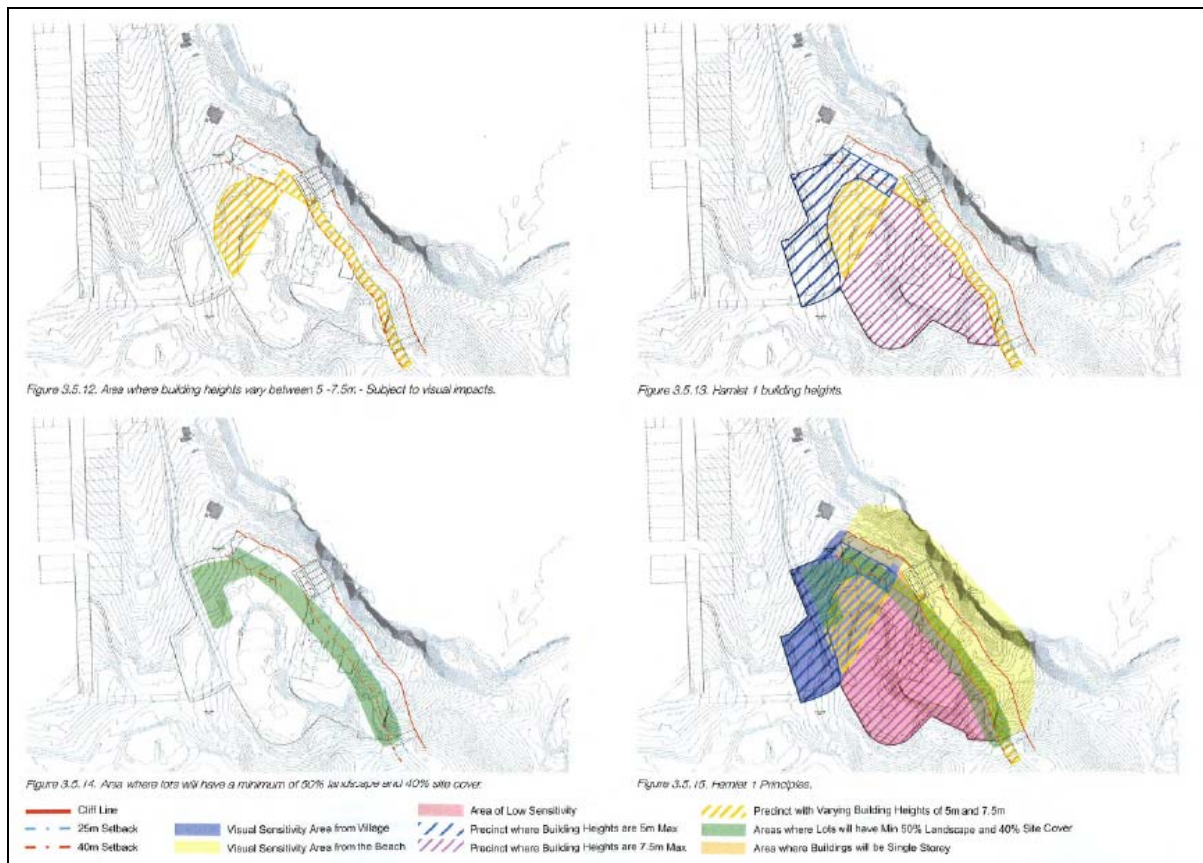 Figure 3.5.12. Area where building heights vary between 5 -7.5m - Subject to visual impacts.
Figure 3.5.13. Hamlet 1 building heights.
Figure 3.5.14. Area where lots will have a minimum of 50% landscape and 40% site cover.
Figure 3.5.15. Hamlet 1 Principles.
Cliff Line
25m Setback
40m Setback
Visual Sensitivity Area from Village
Visual Sensitivity Area from the Beach
Area of Low Sensitivity
Precinct where Building Heights are 5m Max
Precinct where Building Heights are 7.5m Max
Precinct with Varying Building Heights of 5m and 7.5m
Areas where Lots will have Min 50% Landscape and 40% Site Cover
Area where Buildings will be Single Storey